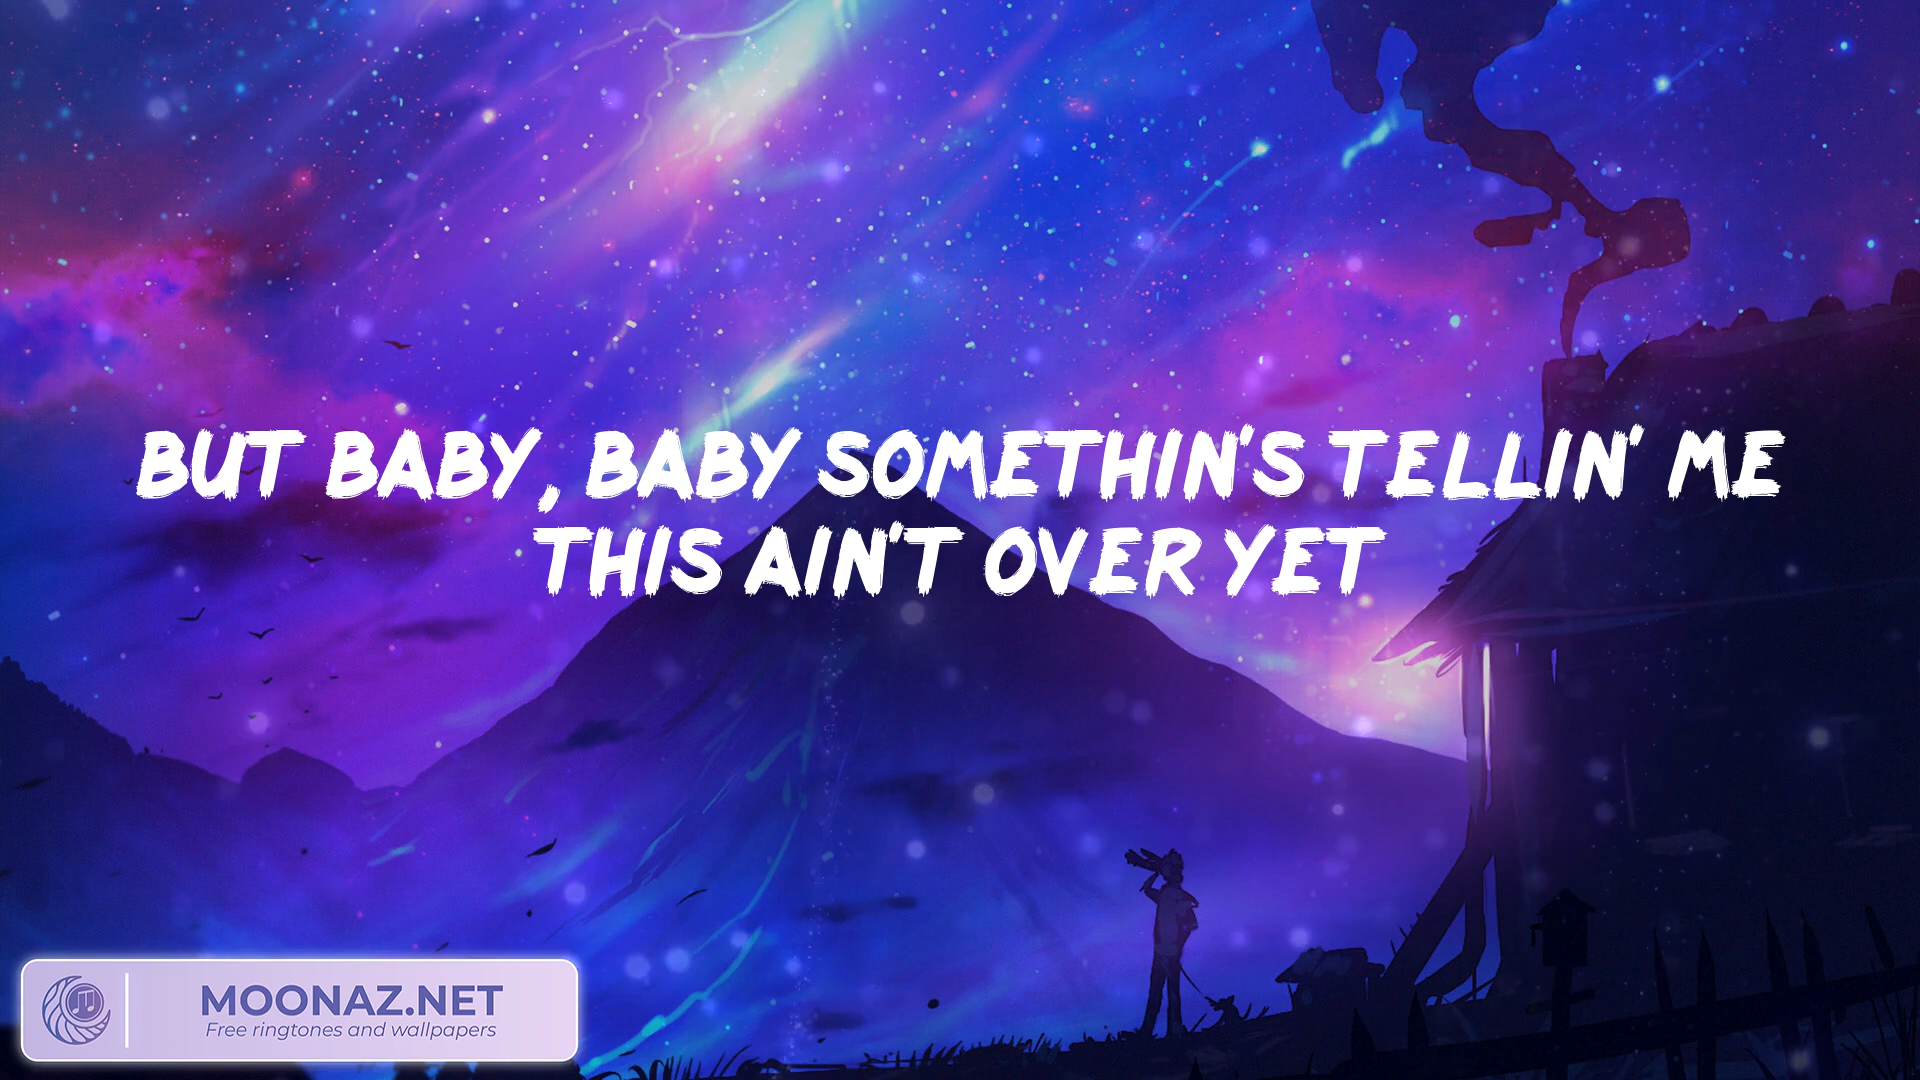 BUT BABY, BABY SOMETHIN'S TELLIN' ME
THIS AIN'T OVER YET
MOONAZ.NET
Free ringtones and wallpapers